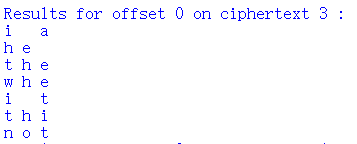 Results for offset 0 on ciphertext 3 :
i   a
h e
t h e
w h e
i   t
t h i
n o t